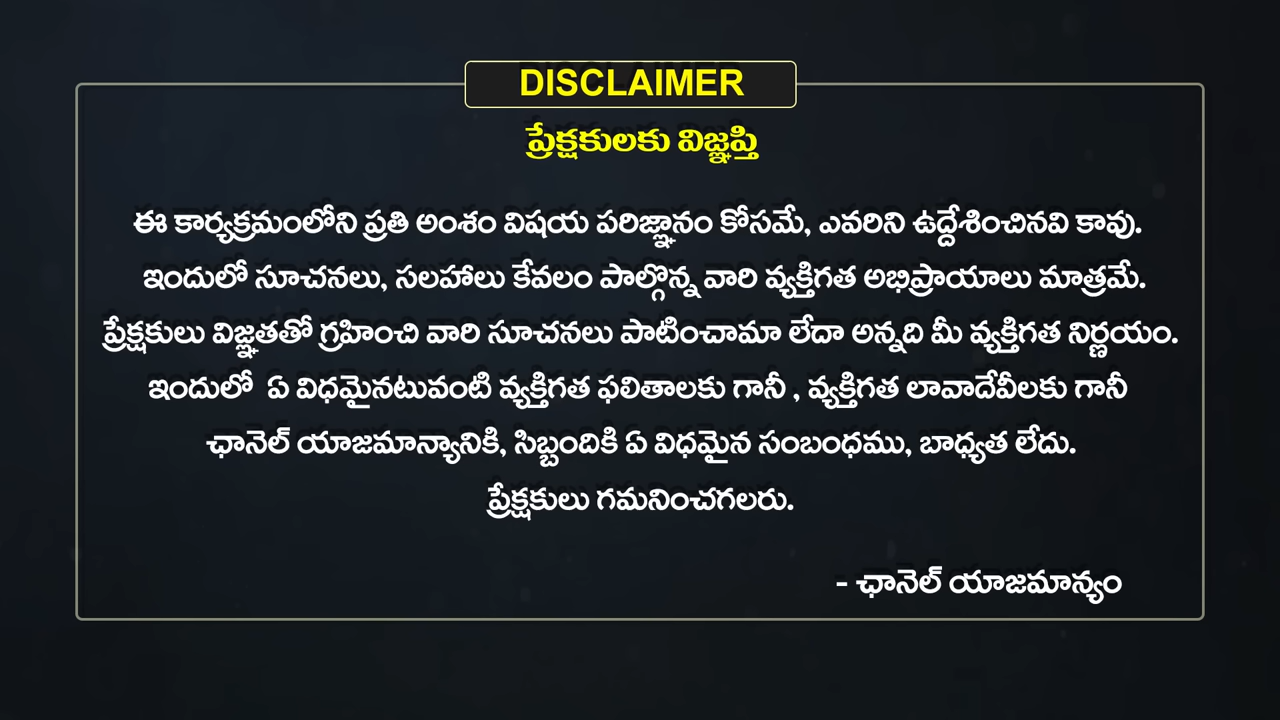 DISCLAIMER
ప్రేక్షకులకు విజ్ఞప్తి
ఈ కార్యక్రమంలోని ప్రతి అంశం విషయ పరిజ్ఞానం కోసమే, ఎవరిని ఉద్దేశించినవి కావు.
ఇందులో సూచనలు, సలహాలు కేవలం పాల్గొన్న వారి వ్యక్తిగత అభిప్రాయాలు మాత్రమే.
ప్రేక్షకులు విజ్ఞతతో గ్రహించి వారి సూచనలు పాటించామా లేదా అన్నది మీ వ్యక్తిగత నిర్ణయం.
ఇందులో ఏ విధమైనటువంటి వ్యక్తిగత ఫలితాలకు గానీ , వ్యక్తిగత లావాదేవీలకు గానీ
ఛానెల్ యాజమాన్యానికి, సిబ్బందికి ఏ విధమైన సంబంధము, బాధ్యత లేదు.
ప్రేక్షకులు గమనించగలరు.
- ఛానెల్ యాజమాన్యం